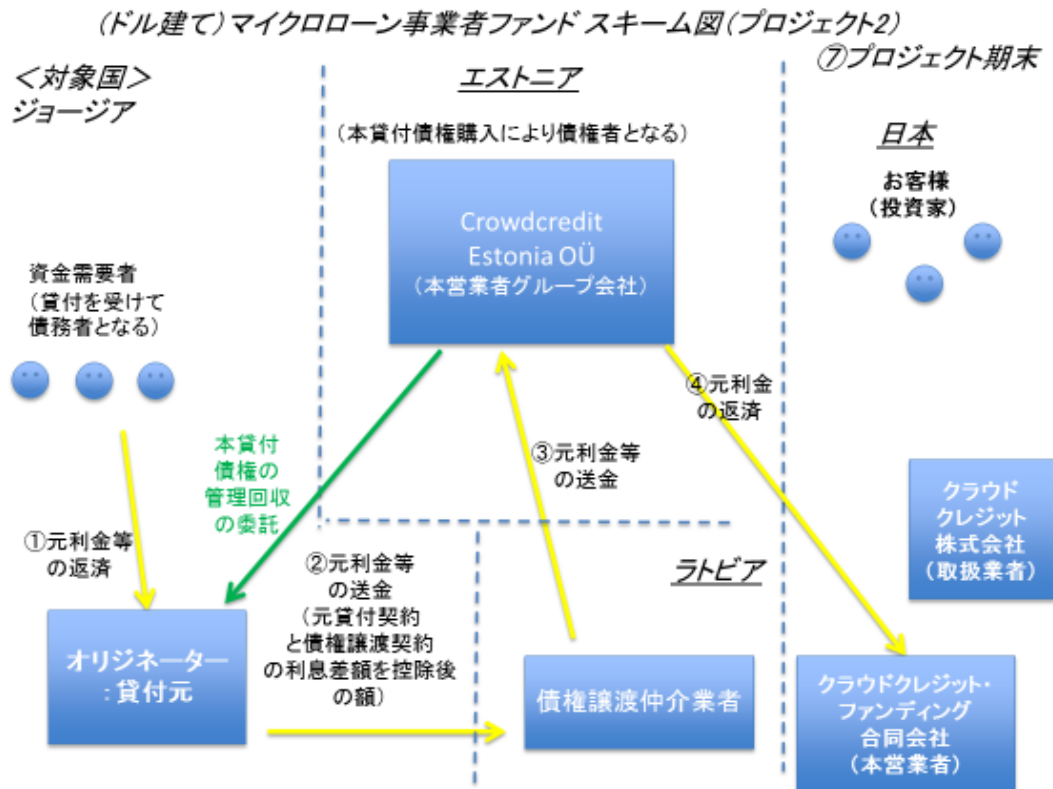 (ドル建て)マイクロローン事業者ファンド スキーム図(プロジェクト2)
⑦プロジェクト期末
<対象国>
ジョージア
エストニア
(本貸付債権購入により債権者となる)
日本
お客様
(投資家)
Crowdcredit
Estonia OÜ
(本営業者グループ会社)
資金需要者
(貸付を受けて
債務者となる)
④元利金
の返済
本貸付
債権の
管理回収
の委託
③元利金等
の送金
クラウド
クレジット
株式会社
(取扱業者)
①元利金等
の返済
②元利金等
の送金
(元貸付契約
と債権譲渡契約
の利息差額を控除後
の額)
ラトビア
オリジネーター
:貸付元
債権譲渡仲介業者
クラウドクレジット・
ファンディング
合同会社
(本営業者)